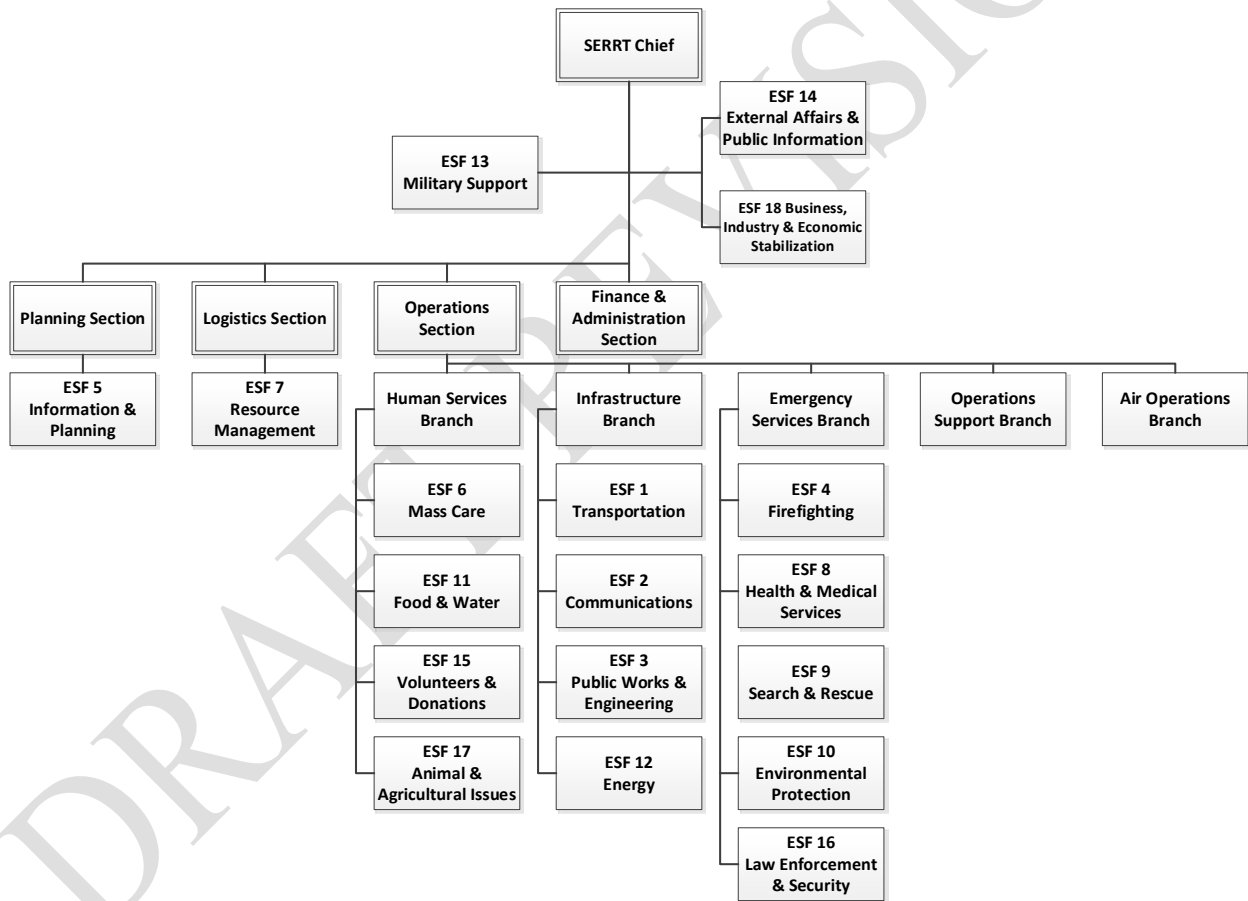 SERRT Chief
ESF 14
External Affairs &
Public Information
ESF 13
Military Support
ESF 18 Business,
Industry & Economic
Stabilization
Planning Section
Logistics Section
Operations
Section
Finance &
Administration
Section
ESF 5
Information &
Planning
ESF 7
Resource
Management
Human Services
Branch
Infrastructure
Branch
Emergency
Services Branch
Operations
Support Branch
Air Operations
Branch
ESF 6
Mass Care
ESF 1
Transportation
ESF 4
Firefighting
ESF 11
Food & Water
ESF 2
Communications
ESF 8
Health & Medical
Services
ESF 15
Volunteers &
Donations
ESF 3
Public Works &
Engineering
ESF 9
Search & Rescue
ESF 17
Animal &
Agricultural Issues
ESF 12
Energy
ESF 10
Environmental
Protection
ESF 16
Law Enforcement
& Security